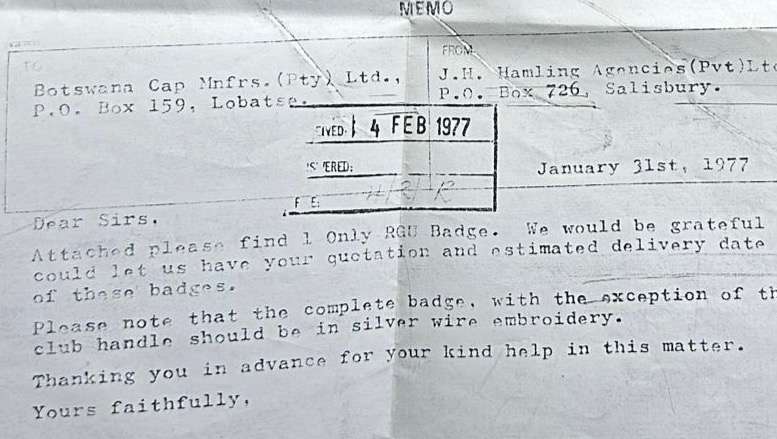 MEMO
TO
Botswana Cap Mnfrs.(Pty) Ltd.,
P.O. Box 159, Lobatse.
FROM
J.H. Hamling Agencies(Pvt)Lt
P.O. Box 726, Salisbury.
EIVED: 14 FEB 1977
S ERED:
F E:
January 31st, 1977
Dear Sirs.
Attached please find 1 Only RGU Badge. We would be grateful
could let us have your quotation and estimated delivery date
of these badges.
Please note that the complete badge, with the exception of th
club handle should be in silver wire embroidery.
Thanking you in advance for your kind help in this matter.
Yours faithfully,